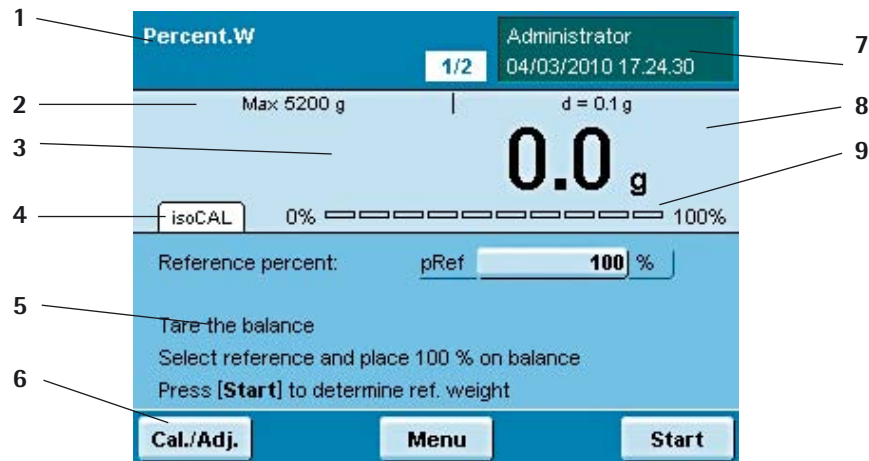 1
Percent.W
Administrator
7
1/2
04/03/2010 17.24.30
2
Max 5200 g
d = 0.1 g
8
3
0.0 g
9
4
isoCAL
0%
100%
Reference percent: pRef 100 %
5
Tare the balance
Select reference and place 100 % on balance
6
Press [Start] to determine ref. weight
Cal./Adj.
Menu
Start